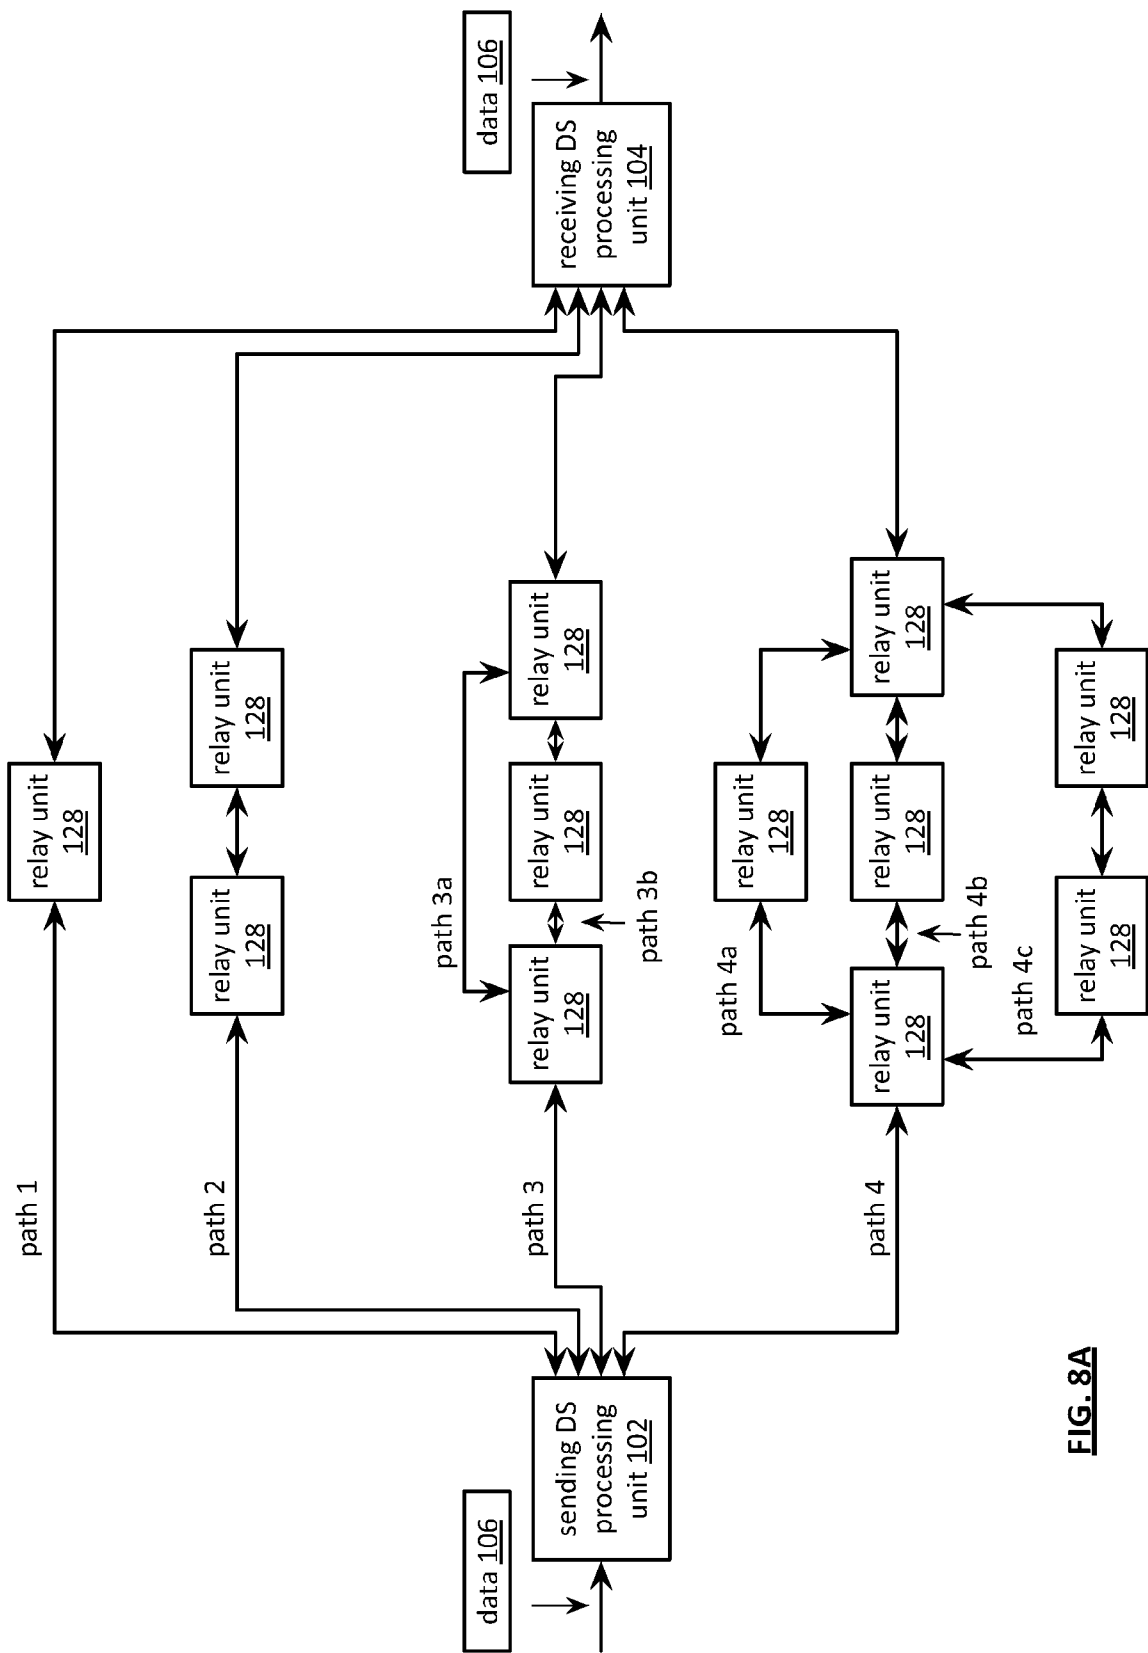 path 1
relay unit
128
path 2
relay unit
128
relay unit
128
data 106
sending DS
processing
unit 102
path 3
path 3a
relay unit
128
relay unit
128
relay unit
128
path 3b
data 106
receiving DS
processing
unit 104
path 4
path 4a
relay unit
128
relay unit
128
relay unit
128
relay unit
128
path 4b
path 4c
relay unit
128
relay unit
128
FIG. 8A